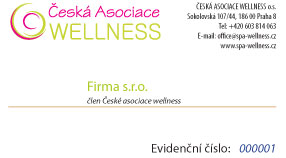 Česká Asociace
WELLNESS
ČESKÁ ASOCIACE WELLNESS o.s.
Sokolovská 107/44, 186 00 Praha 8
Tel: +420 603 814 063
E-mail: office@spa-wellness.cz
www.spa-wellness.cz
Firma s.r.o.
člen České asociace wellness
Evidenční číslo: 000001